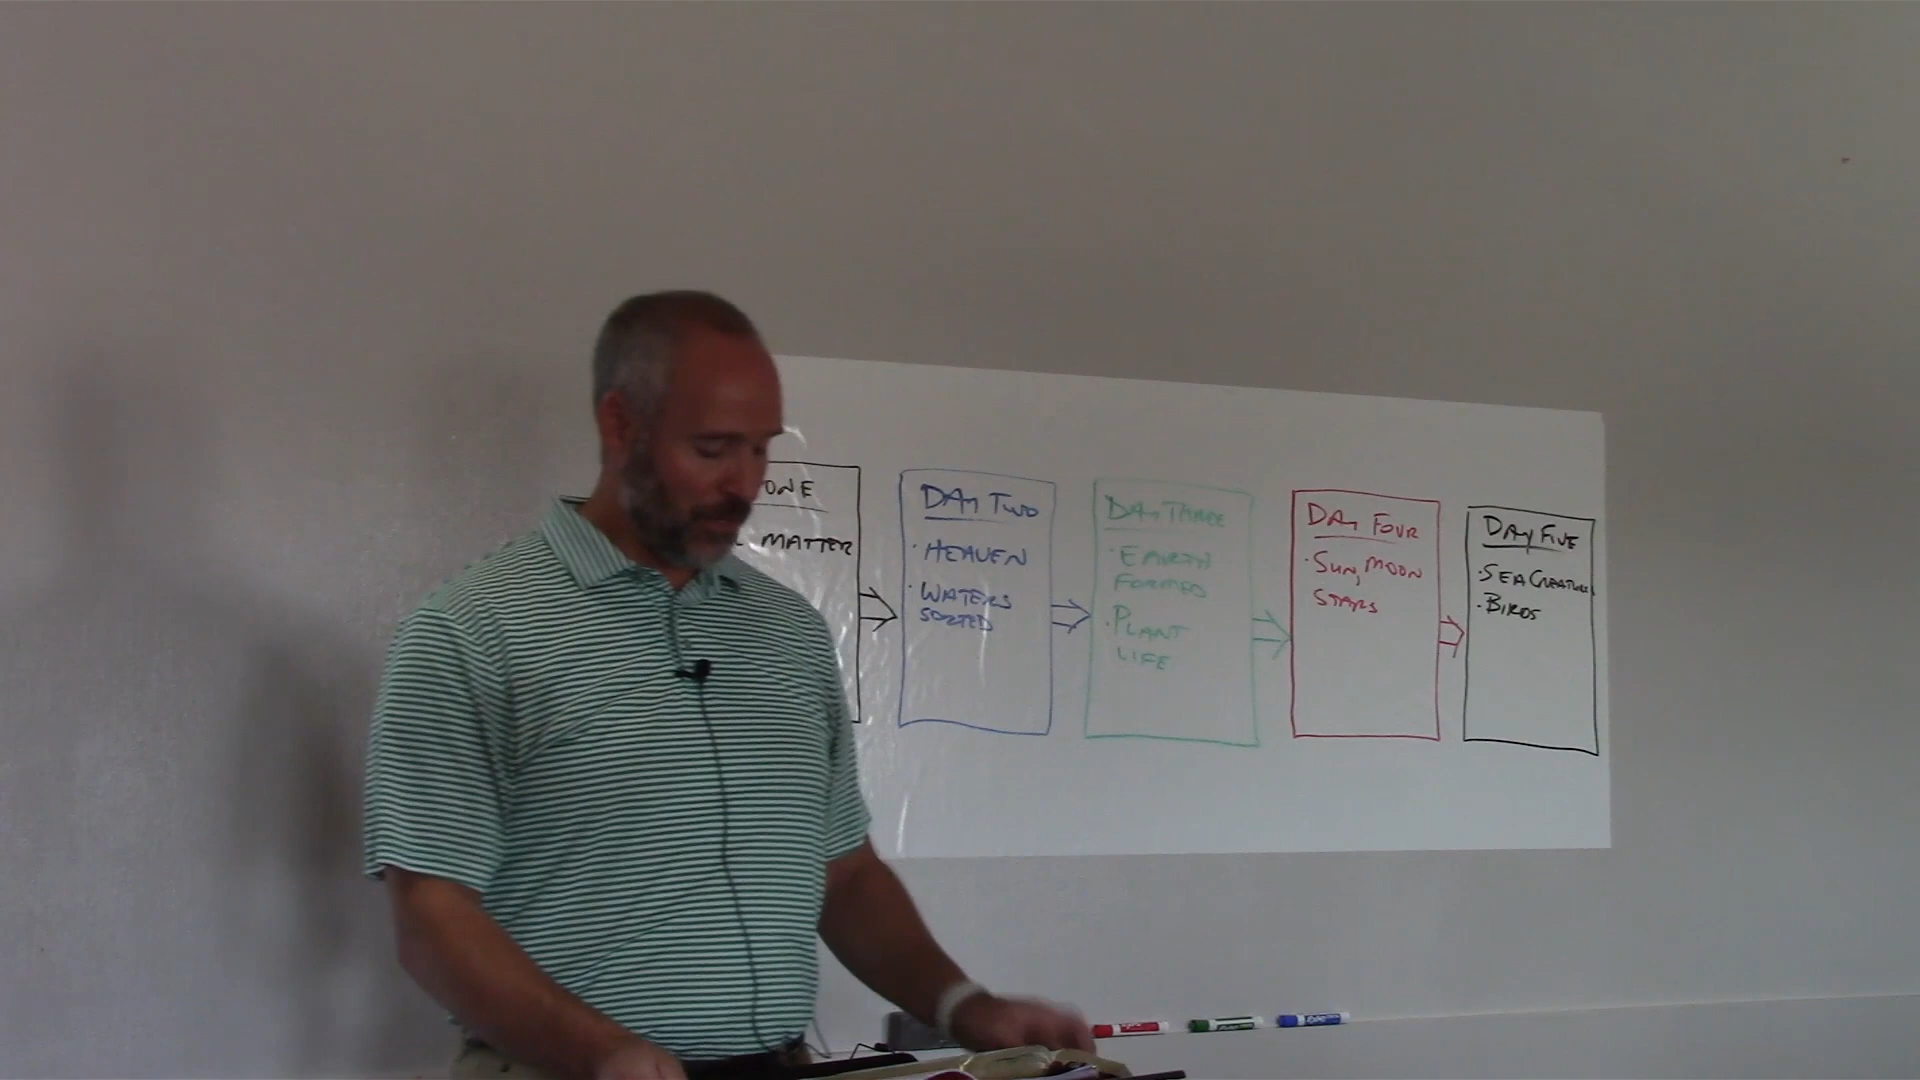 ONE
MATTER
DAY TWO
· HEAVEN
· WATERS
SORTED
DAY THREE
· EARTH
FORMED
· PLANT
LIFE
DAY FOUR
· SUN, MOON
STARS
DAY FIVE
· SEA CREATURES
· BIRDS